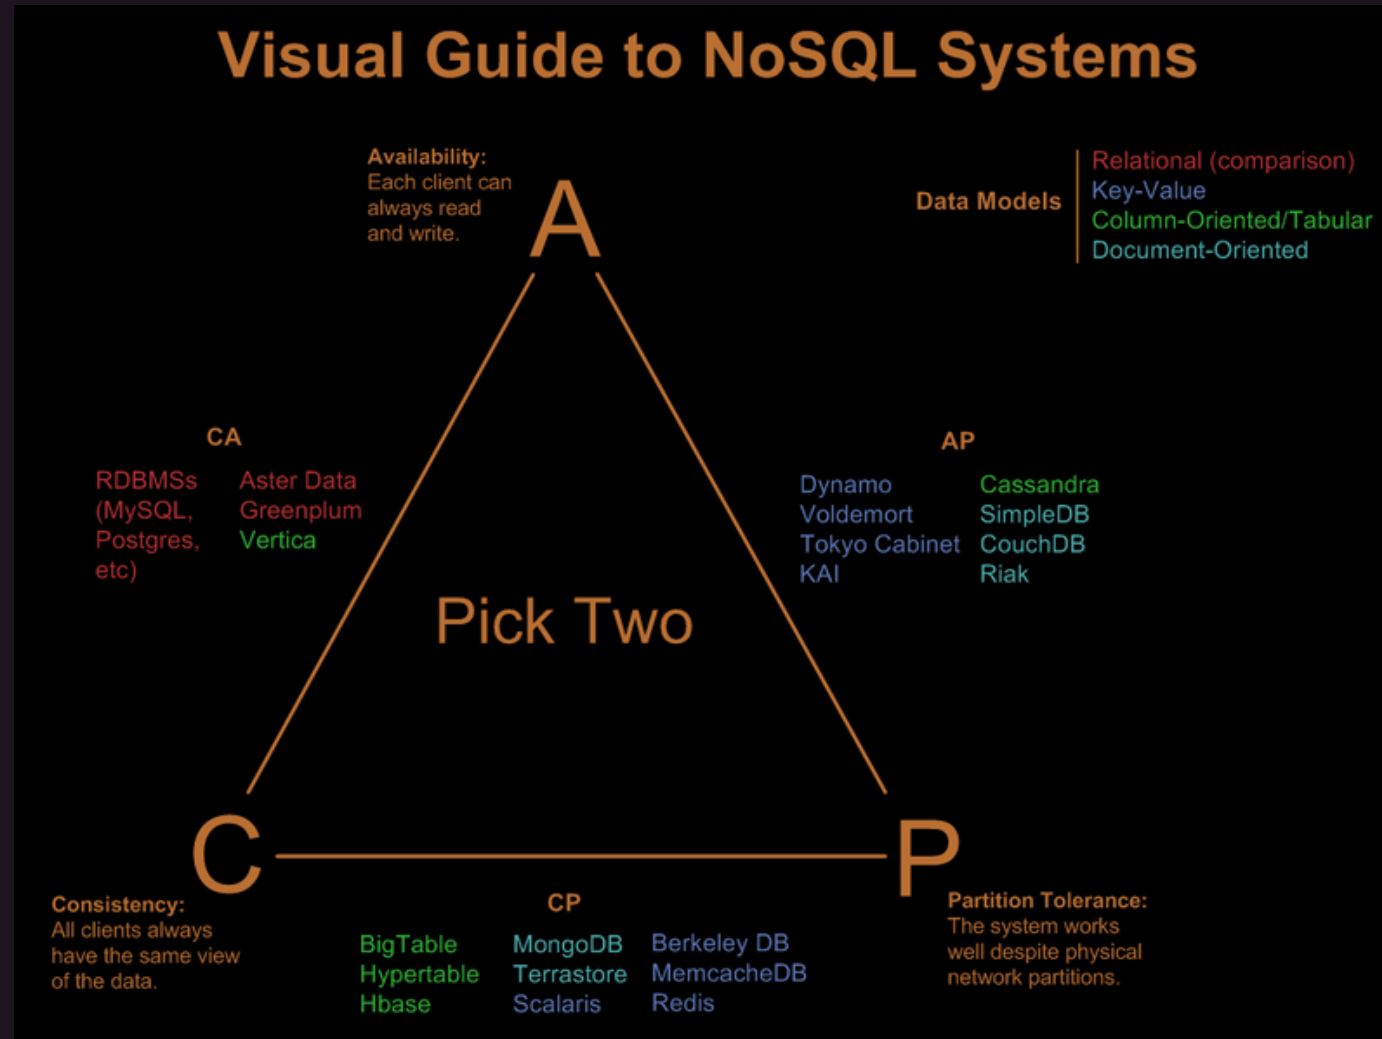 Visual Guide to NoSQL Systems
Availability:
Each client can
always read
and write.
A
Data Models
Relational (comparison)
Key-Value
Column-Oriented/Tabular
Document-Oriented
CA
RDBMSs
(MySQL,
Postgres,
etc)
Aster Data
Greenplum
Vertica
AP
Dynamo
Voldemort
Tokyo Cabinet
KAI
Cassandra
SimpleDB
CouchDB
Riak
Pick Two
C
Consistency:
All clients always
have the same view
of the data.
CP
BigTable
Hypertable
Hbase
MongoDB
Terrastore
Scalaris
Berkeley DB
MemcacheDB
Redis
P
Partition Tolerance:
The system works
well despite physical
network partitions.